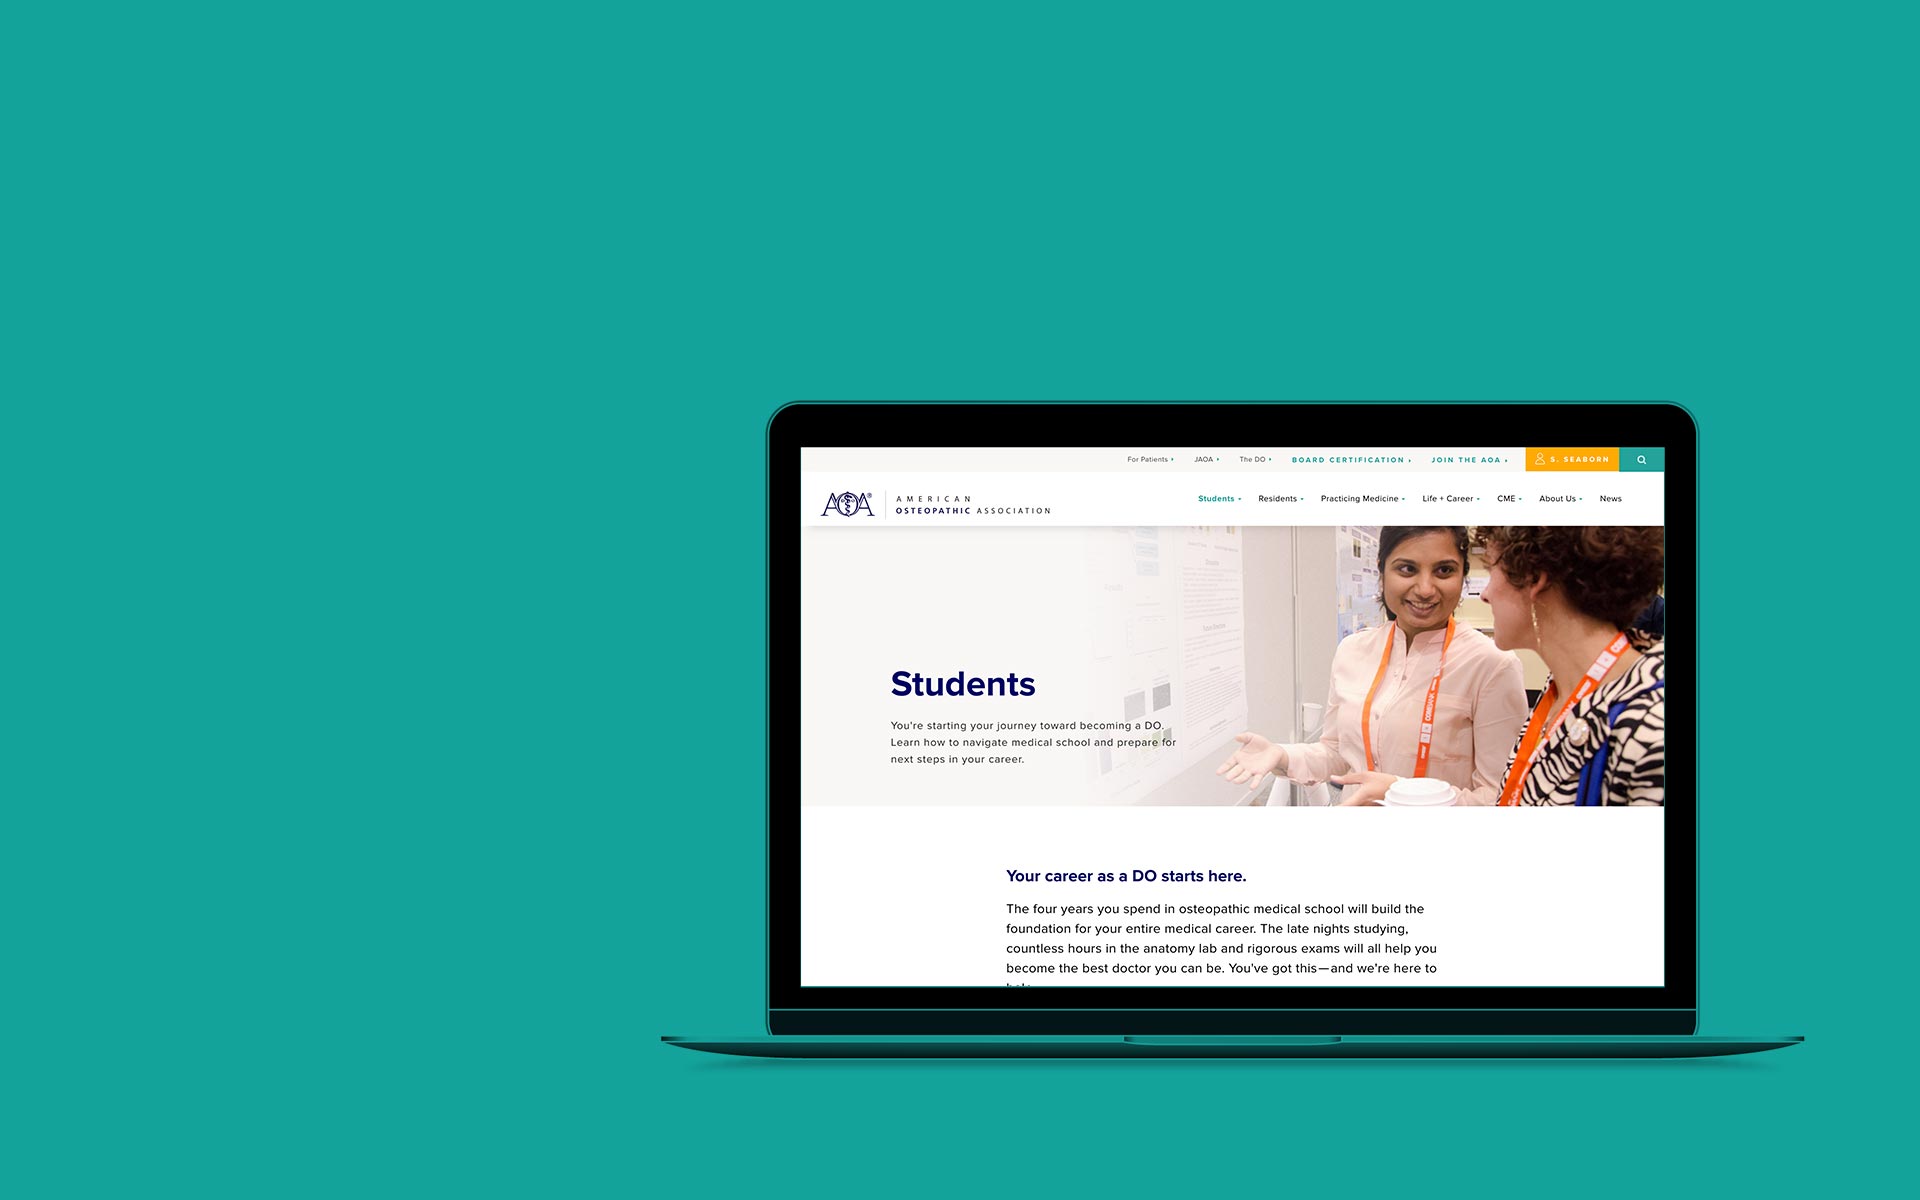 For Patients
JAOA
The DO
BOARD CERTIFICATION
JOIN THE AOA
S. SEABORN
AOA®
AMERICAN
OSTEOPATHIC ASSOCIATION
Students
Residents
Practicing Medicine
Life + Career
CME
About Us
News
Students
You're starting your journey toward becoming a DO.
Learn how to navigate medical school and prepare for
next steps in your career.
Your career as a DO starts here.
The four years you spend in osteopathic medical school will build the
foundation for your entire medical career. The late nights studying,
countless hours in the anatomy lab and rigorous exams will all help you
become the best doctor you can be. You've got this—and we're here to